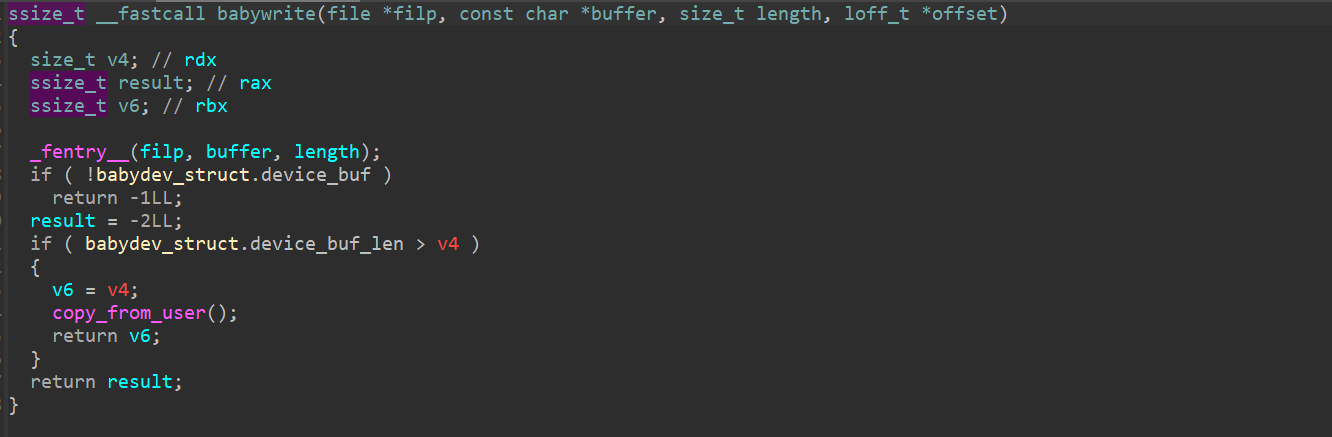 ssize_t __fastcall babywrite(file *filp, const char *buffer, size_t length, loff_t *offset)
{
  size_t v4; // rdx
  ssize_t result; // rax
  ssize_t v6; // rbx

  _fentry__(filp, buffer, length);
  if ( !babydev_struct.device_buf )
    return -1LL;
  result = -2LL;
  if ( babydev_struct.device_buf_len > v4 )
  {
    v6 = v4;
    copy_from_user();
    return v6;
  }
  return result;
}